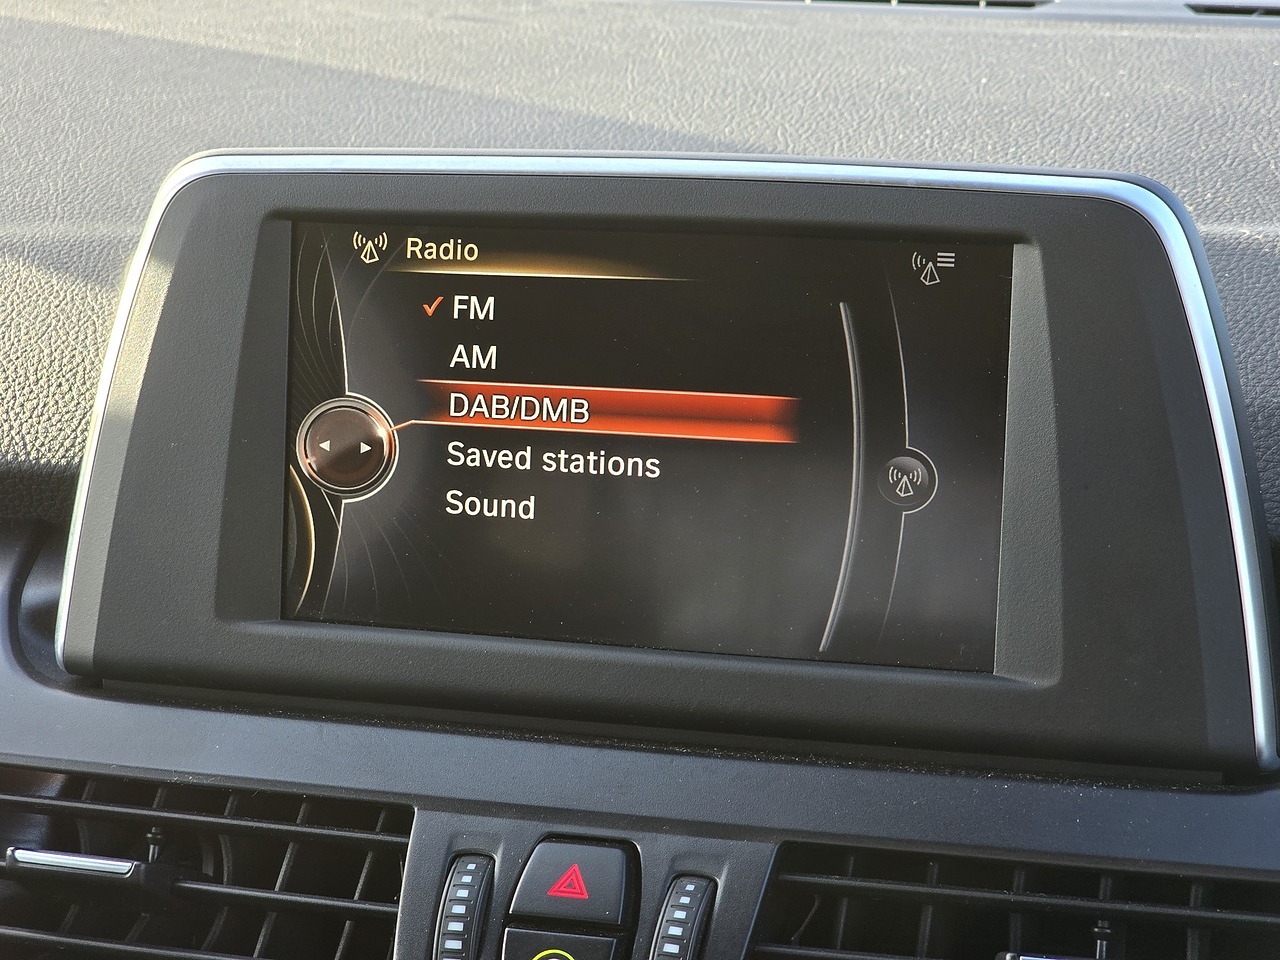 Radio
FM
AM
DAB/DMB
Saved stations
Sound